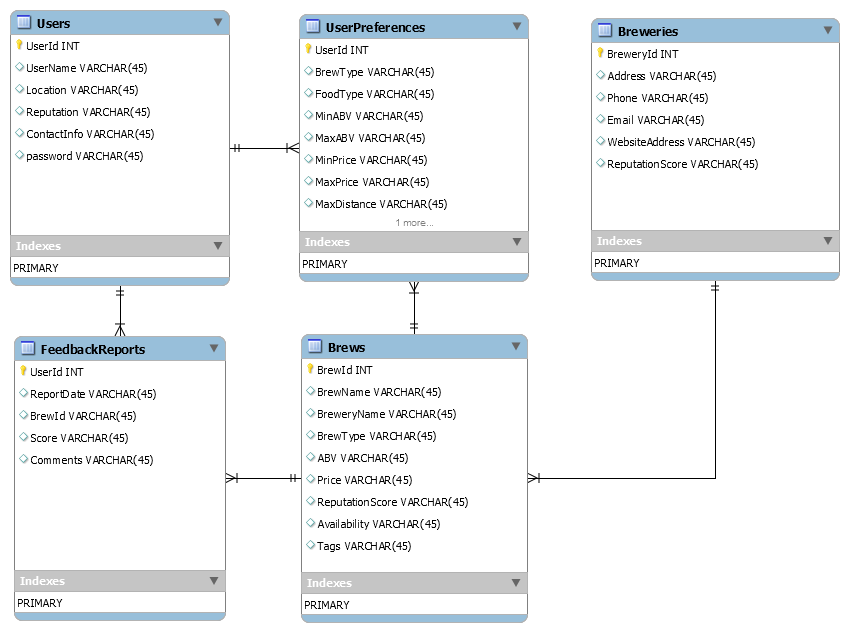 Users
UserId INT
UserName VARCHAR(45)
Location VARCHAR(45)
Reputation VARCHAR(45)
ContactInfo VARCHAR(45)
password VARCHAR(45)
Indexes
PRIMARY
UserPreferences
UserId INT
BrewType VARCHAR(45)
FoodType VARCHAR(45)
MinABV VARCHAR(45)
MaxABV VARCHAR(45)
MinPrice VARCHAR(45)
MaxPrice VARCHAR(45)
MaxDistance VARCHAR(45)
1 more...
Indexes
PRIMARY
Breweries
BreweryId INT
Address VARCHAR(45)
Phone VARCHAR(45)
Email VARCHAR(45)
WebsiteAddress VARCHAR(45)
ReputationScore VARCHAR(45)
Indexes
PRIMARY
FeedbackReports
UserId INT
ReportDate VARCHAR(45)
BrewId VARCHAR(45)
Score VARCHAR(45)
Comments VARCHAR(45)
Indexes
PRIMARY
Brews
BrewId INT
BrewName VARCHAR(45)
BreweryName VARCHAR(45)
BrewType VARCHAR(45)
ABV VARCHAR(45)
Price VARCHAR(45)
ReputationScore VARCHAR(45)
Availability VARCHAR(45)
Tags VARCHAR(45)
Indexes
PRIMARY